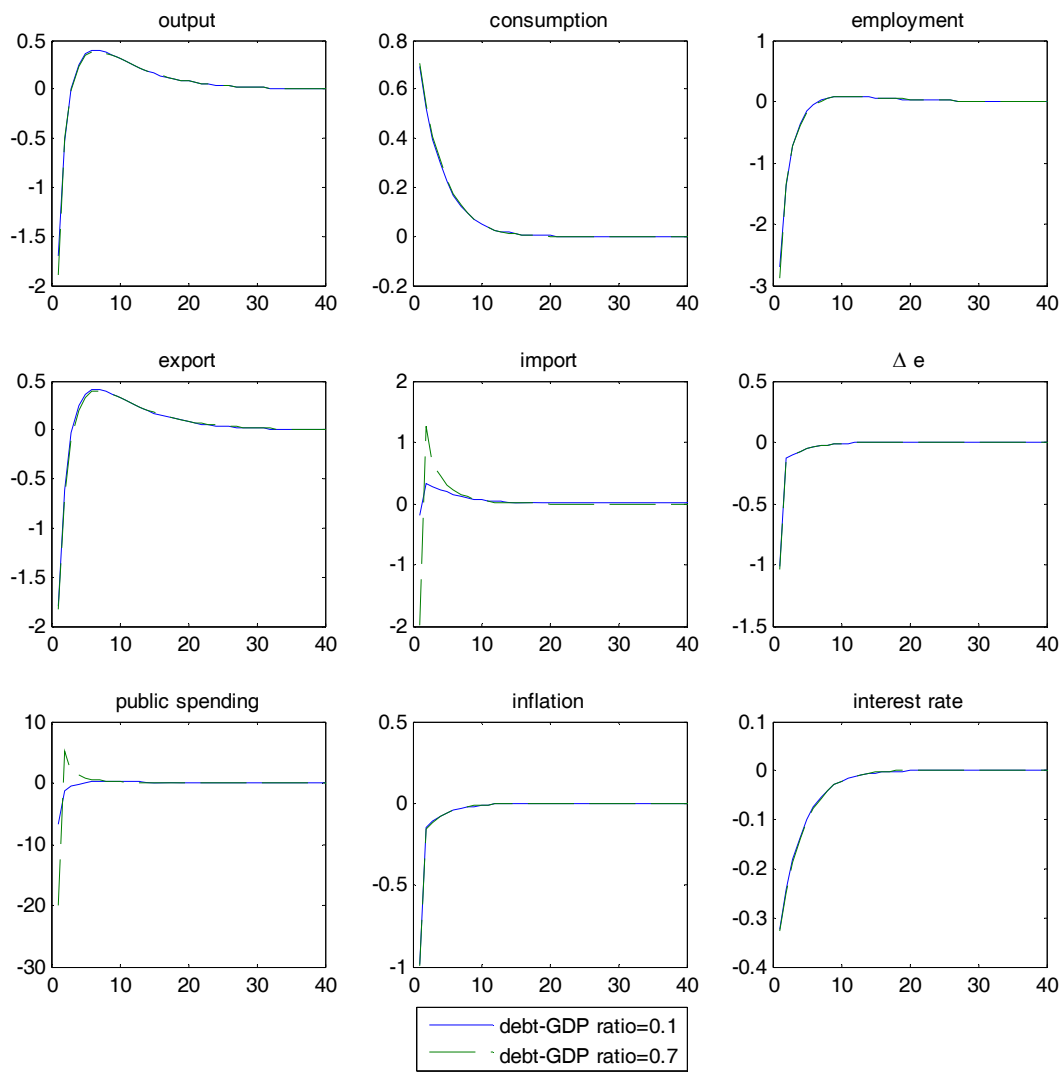 output
consumption
employment
0.5
0
-0.5
-1
-1.5
-2
0 10 20 30 40
0.8
0.6
0.4
0.2
0
-0.2
0 10 20 30 40
1
0
-1
-2
-3
0 10 20 30 40
export
import
Δ e
0.5
0
-0.5
-1
-1.5
-2
0 10 20 30 40
2
1
0
-1
-2
0 10 20 30 40
0.5
0
-0.5
-1
-1.5
0 10 20 30 40
public spending
inflation
interest rate
10
0
-10
-20
-30
0 10 20 30 40
0.5
0
-0.5
-1
0 10 20 30 40
0.1
0
-0.1
-0.2
-0.3
-0.4
0 10 20 30 40
debt-GDP ratio=0.1
debt-GDP ratio=0.7